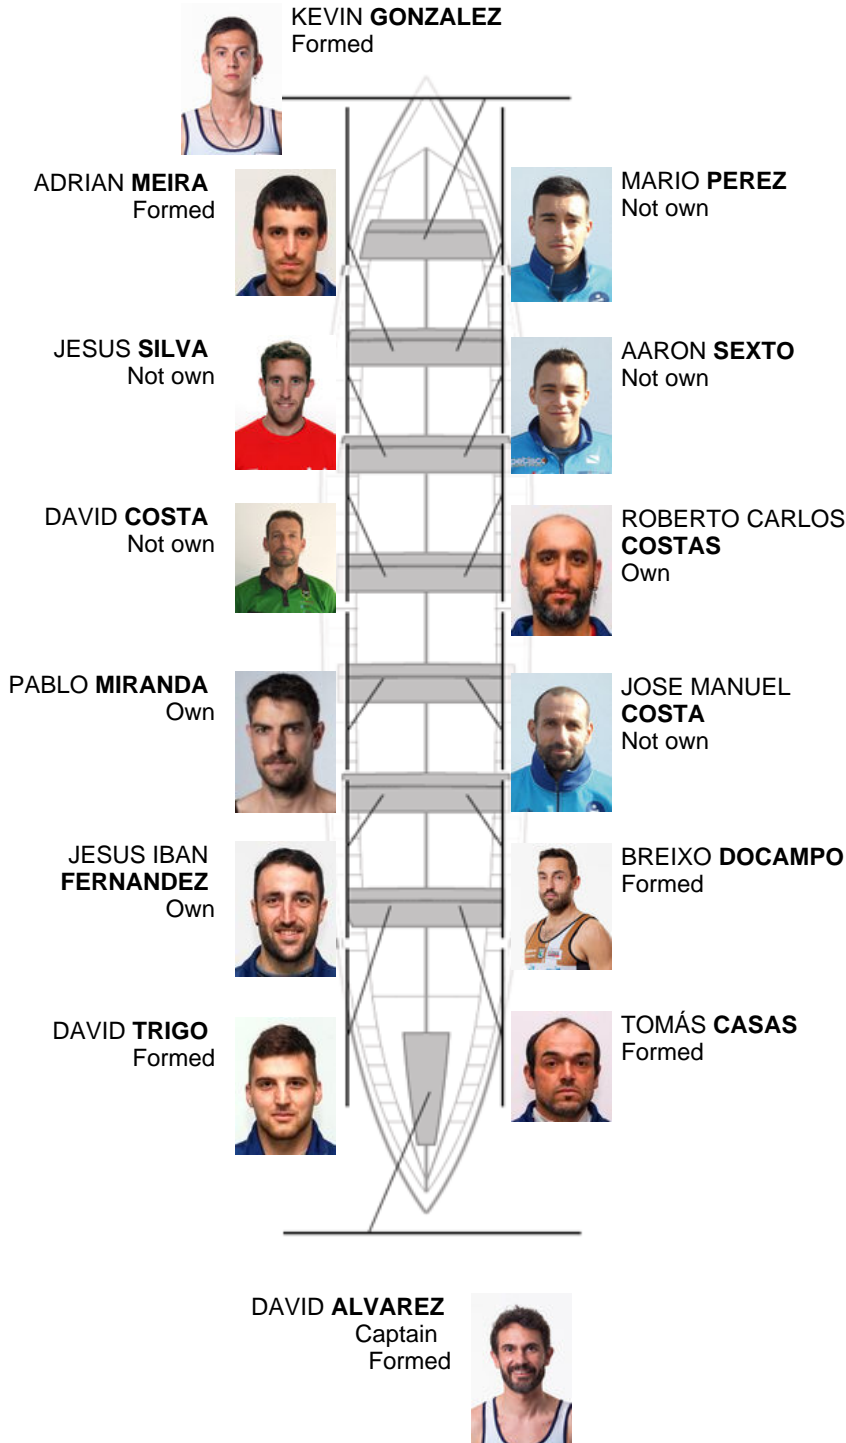 KEVIN GONZALEZ
Formed
ADRIAN MEIRA
Formed
MARIO PEREZ
Not own
JESUS SILVA
Not own
AARON SEXTO
Not own
DAVID COSTA
Not own
ROBERTO CARLOS
COSTAS
Own
PABLO MIRANDA
Own
JOSE MANUEL
COSTA
Not own
JESUS IBAN
FERNANDEZ
Own
BREIXO DOCAMPO
Formed
DAVID TRIGO
Formed
TOMÁS CASAS
Formed
DAVID ALVAREZ
Captain
Formed